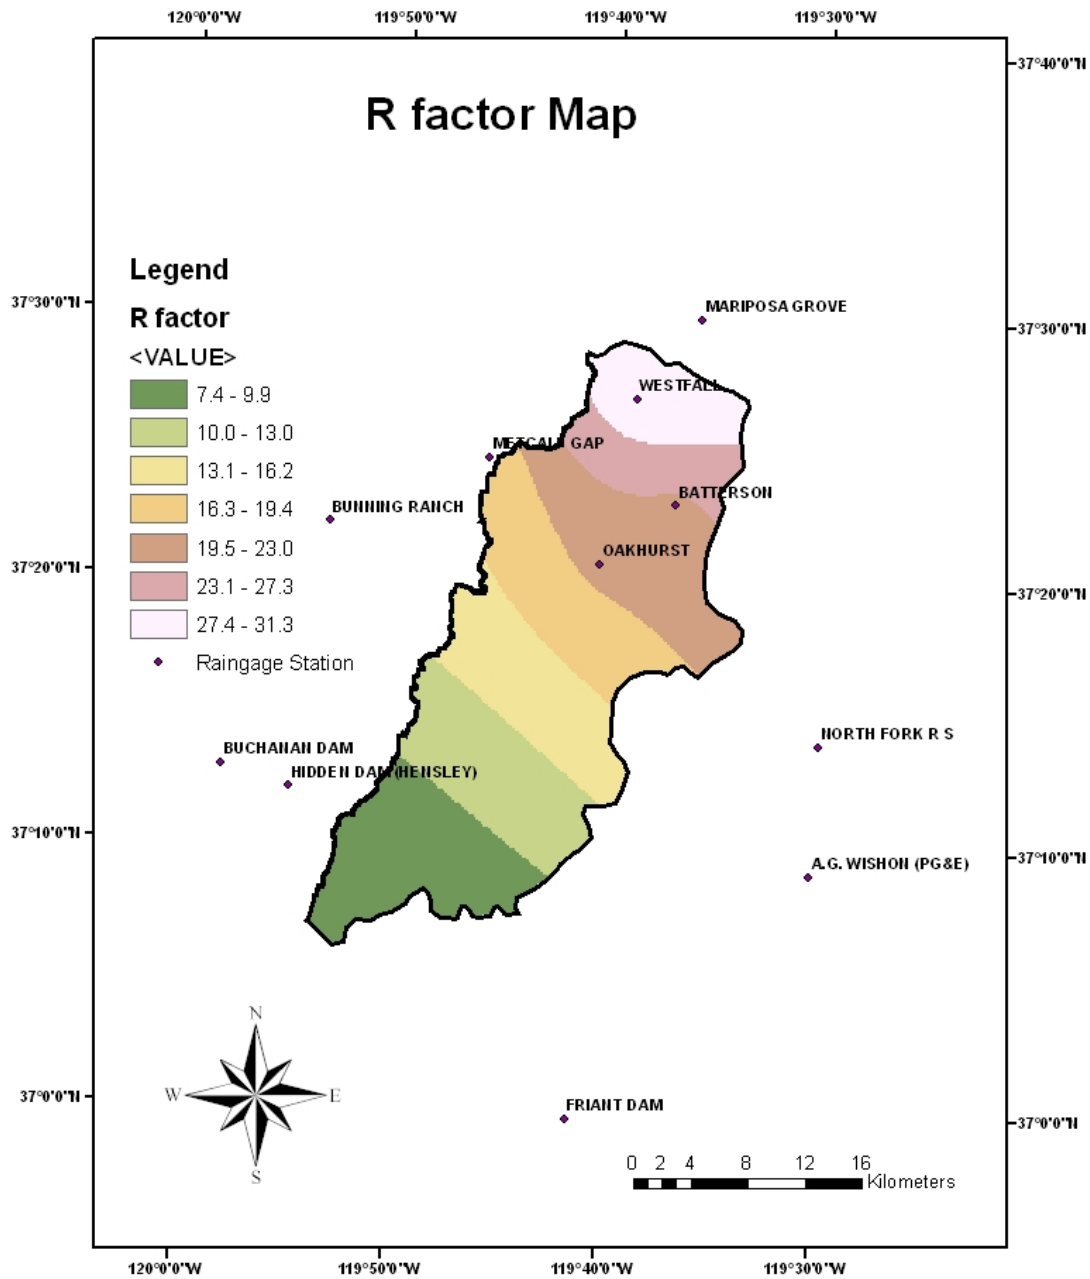 120°0'0"W 119°50'0"W 119°40'0"W 119°30'0"W
37°40'0"N
R factor Map
Legend
R factor
<VALUE>
7.4 - 9.9
10.0 - 13.0
13.1 - 16.2
16.3 - 19.4
19.5 - 23.0
23.1 - 27.3
27.4 - 31.3
Raingage Station
37°30'0"N
MARIPOSA GROVE
37°30'0"N
WESTFALL
METCALF GAP
BATTERSON
BUNNING RANCH
OAKHURST
37°20'0"N
37°20'0"N
NORTH FORK R S
BUCHANAN DAM
HIDDEN DAM (HENSLEY)
37°10'0"N
37°10'0"N
A.G. WISHON (PG&E)
N
W E
S
37°0'0"N
FRIANT DAM
37°0'0"N
0 2 4 8 12 16
Kilometers
120°0'0"W 119°50'0"W 119°40'0"W 119°30'0"W